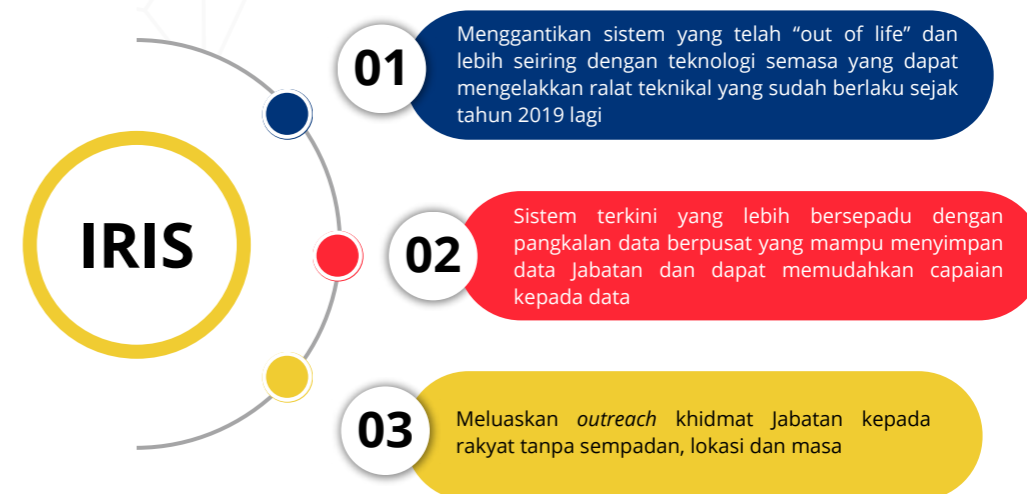 IRIS
01
Menggantikan sistem yang telah “out of life” dan
lebih seiring dengan teknologi semasa yang dapat
mengelakkan ralat teknikal yang sudah berlaku sejak
tahun 2019 lagi
02
Sistem terkini yang lebih bersepadu dengan
pangkalan data berpusat yang mampu menyimpan
data Jabatan dan dapat memudahkan capaian
kepada data
03
Meluaskan outreach khidmat Jabatan kepada
rakyat tanpa sempadan, lokasi dan masa